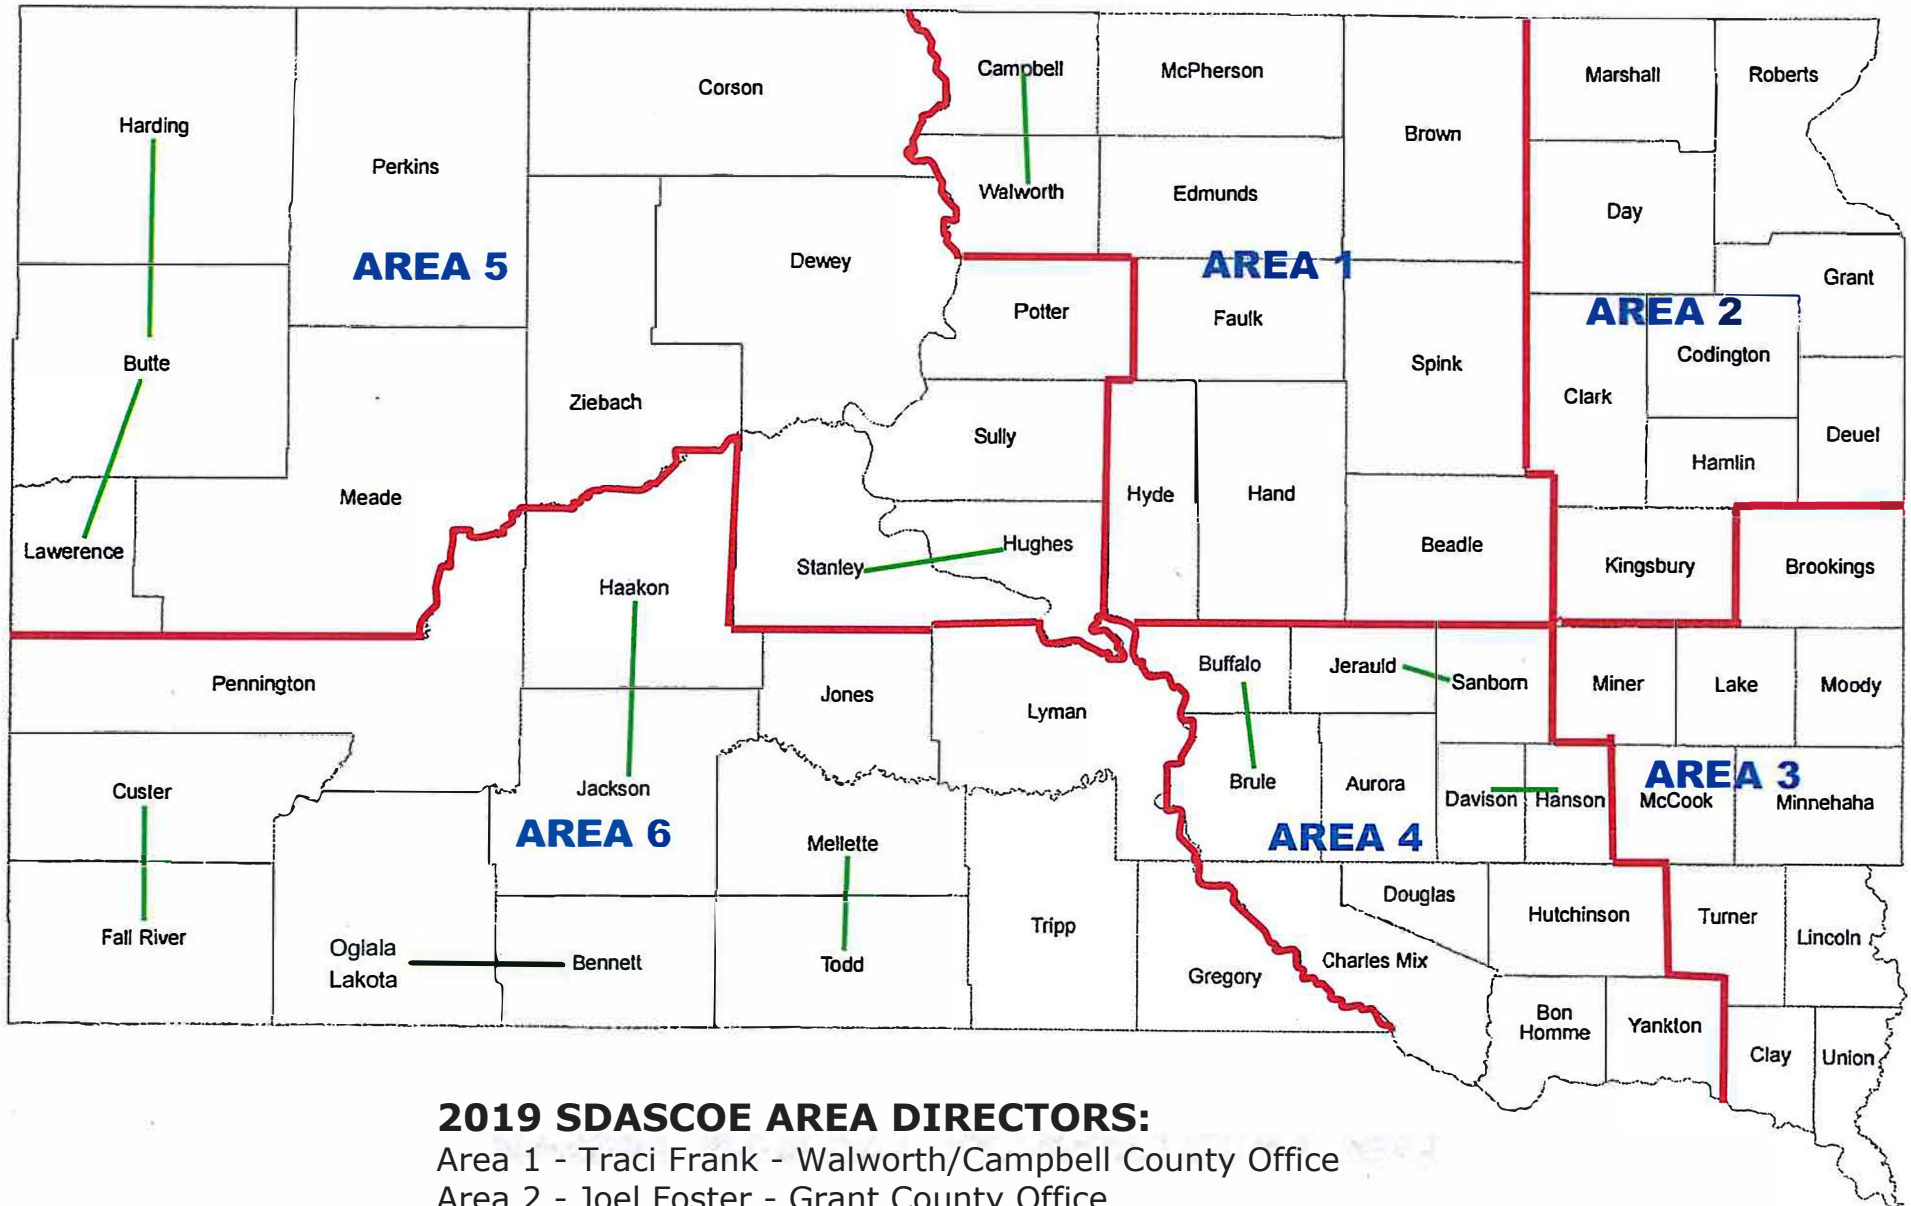 Harding
Perkins
Corson
Campbell
McPherson
Brown
Marshall
Roberts
Walworth
Edmunds
Day
AREA 5
Dewey
AREA 1
Grant
Potter
Faulk
AREA 2
Butte
Ziebach
Spink
Codington
Clark
Sully
Deuel
Hamlin
Meade
Hyde
Hand
Lawerence
Stanley
Hughes
Beadle
Kingsbury
Brookings
Haakon
Pennington
Jones
Lyman
Buffalo
Jerauld
Sanborn
Miner
Lake
Moody
Custer
Jackson
Brule
Aurora
Davison
Hanson
AREA 3
McCook
Minnehaha
AREA 6
Mellette
AREA 4
Fall River
Oglala
Lakota
Bennett
Todd
Tripp
Gregory
Douglas
Charles Mix
Hutchinson
Turner
Lincoln
Bon
Homme
Yankton
Clay
Union
2019 SDASCOE AREA DIRECTORS:
Area 1 - Traci Frank - Walworth/Campbell County Office
Area 2 - Joel Foster - Grant County Office